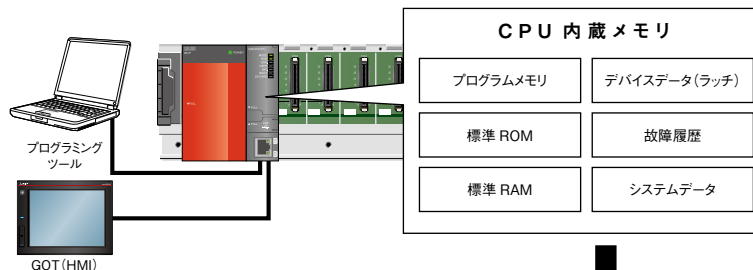 CPU 内蔵メモリ
プログラムメモリ
デバイスデータ(ラッチ)
標準 ROM
故障履歴
標準 RAM
システムデータ
プログラミング
ツール
GOT(HMI)